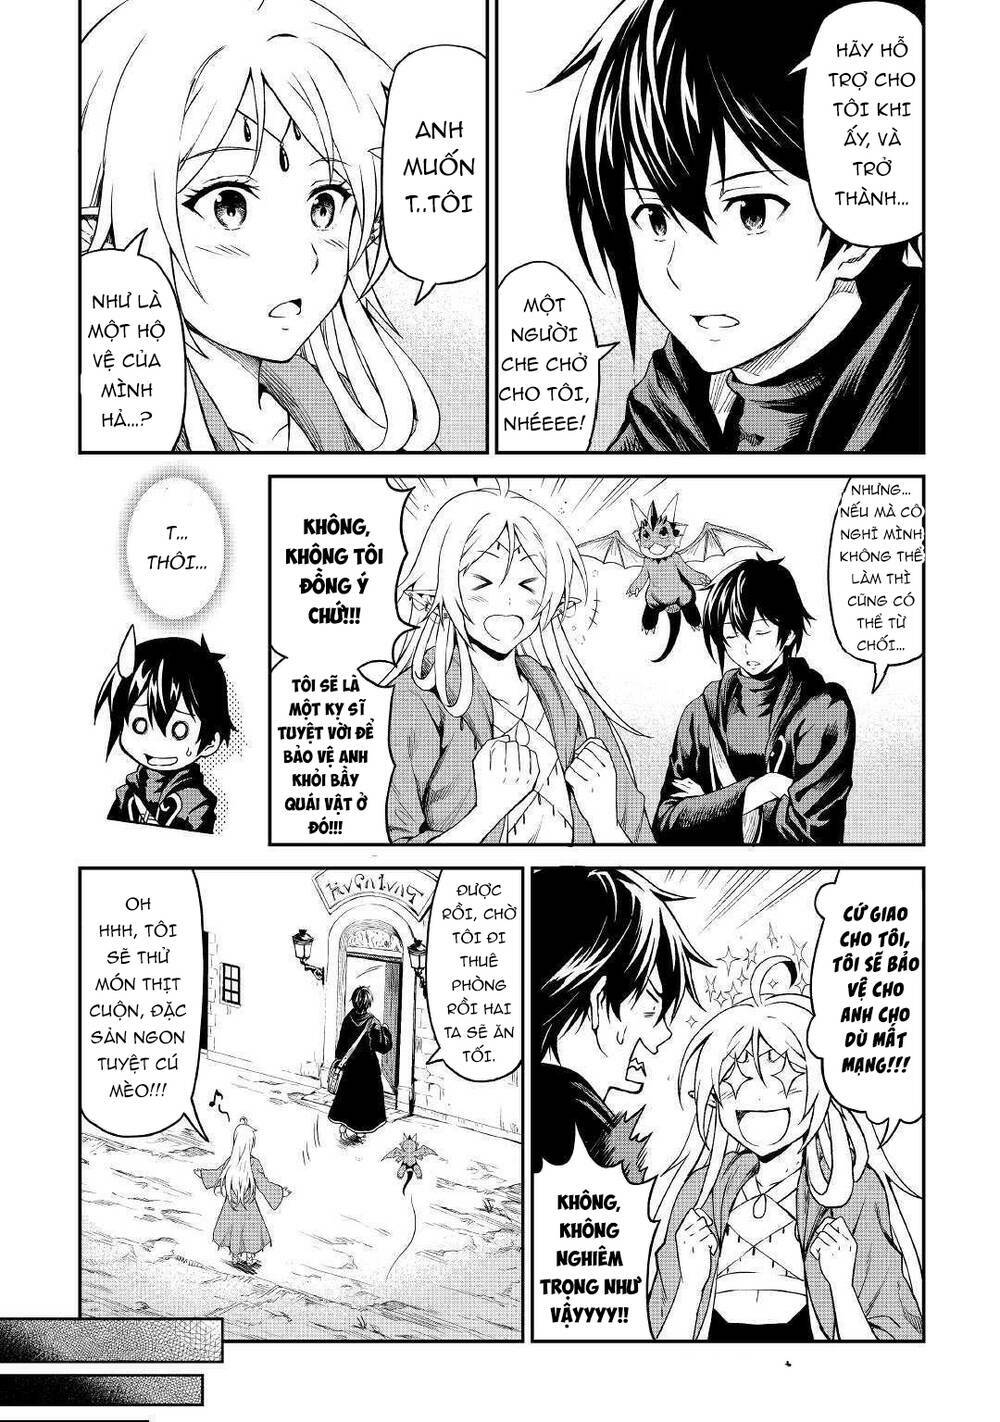 HÃY HỖ
TRỢ CHO
TÔI KHI
ẤY, VÀ
TRỞ
THÀNH...
MỘT
NGƯỜI
CHE CHỞ
CHO TÔI,
NHÉEEE!
ANH
MUỐN
T..TÔI
NHƯ LÀ
MỘT HỘ
VỆ CỦA
MÌNH
HẢ...?
NHƯNG...
NẾU MÀ CÔ
NGHĨ MÌNH
KHÔNG THỂ
LÀM THÌ
CŨNG CÓ
THỂ TỪ
CHỐI...
KHÔNG,
KHÔNG TÔI
ĐỒNG Ý
CHỨ!!!
TÔI SẼ LÀ
MỘT KỴ SĨ
TUYỆT VỜI ĐỂ
BẢO VỆ ANH
KHỎI BẦY
QUÁI VẬT Ở
ĐÓ!!!
T...
THÔI...
CỨ GIAO
CHO TÔI,
TÔI SẼ BẢO
VỆ CHO
ANH CHO
DÙ MẤT
MẠNG!!!
KHÔNG,
KHÔNG
NGHIÊM
TRỌNG NHƯ
VẬYYYY!!
ĐƯỢC
RỒI, CHỜ
TÔI ĐI
THUÊ
PHÒNG
RỒI HAI
TA SẼ ĂN
TỐI.
OH
HHH, TÔI
SẼ THỬ
MÓN THỊT
CUỘN, ĐẶC
SẢN NGON
TUYỆT CÚ
MÈO!!!